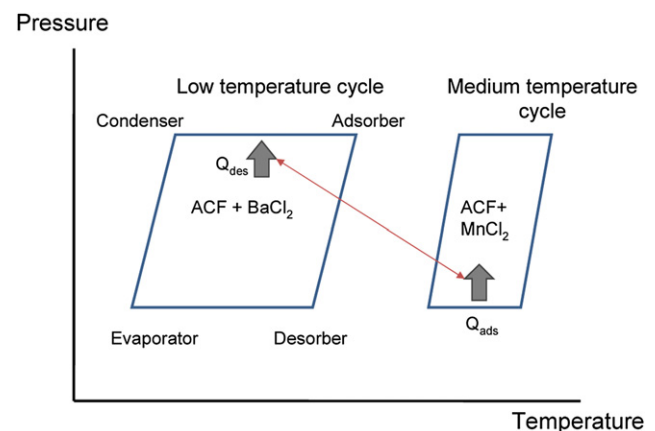 Pressure
Low temperature cycle
Medium temperature
cycle
Condenser
Adsorber
Qdes
ACF + BaCl2
ACF+
MnCl2
Qads
Evaporator
Desorber
Temperature